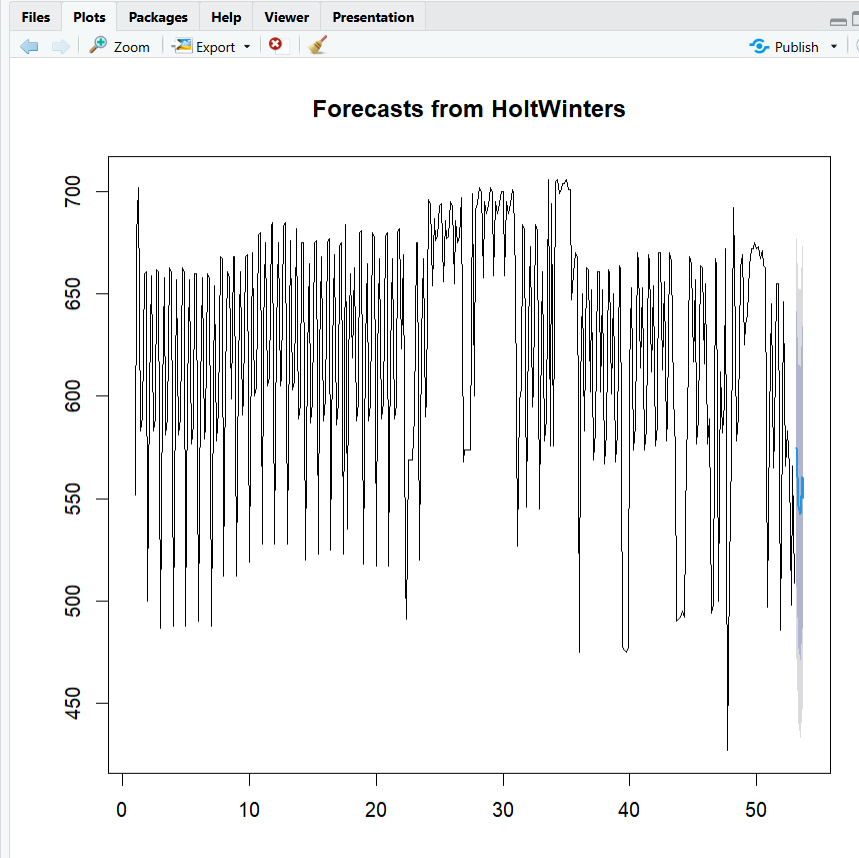 Files Plots Packages Help Viewer Presentation
Zoom Export Publish
Forecasts from HoltWinters
700
650
600
550
500
450
0 10 20 30 40 50